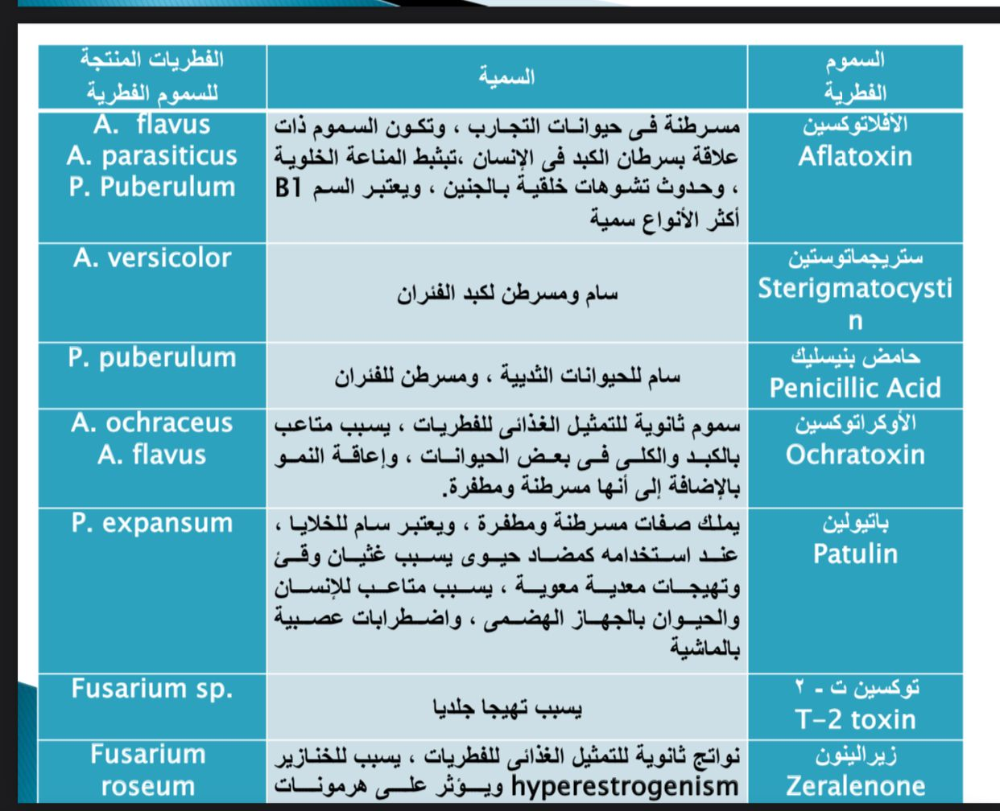 السموم
الفطرية
السمية
الفطريات المنتجة
للسموم الفطرية
الأفلاتوكسين
Aflatoxin
مسرطنة فى حيوانات التجارب ، وتكون السموم ذات
علاقة بسرطان الكبد فى الإنسان ،تبثبط المناعة الخلوية
، وحدوث تشوهات خلقية بالجنين ، ويعتبر السم B1
أكثر الأنواع سمية
A. flavus
A. parasiticus
P. Puberulum
ستريجماتوستين
Sterigmatocysti
n
سام ومسرطن لكبد الفئران
A. versicolor
حامض بنيسليك
Penicillic Acid
سام للحيوانات الثديية ، ومسرطن للفئران
P. puberulum
الأوكراتوكسين
Ochratoxin
سموم ثانوية للتمثيل الغذائى للفطريات ، يسبب متاعب
بالكبد والكلى فى بعض الحيوانات ، وإعاقة النمو
بالإضافة إلى أنها مسرطنة ومطفرة.
A. ochraceus
A. flavus
باتيولين
Patulin
يملك صفات مسرطنة ومطفرة ، ويعتبر سام للخلايا ،
عند استخدامه كمضاد حيوى يسبب غثيان وقئ
وتهيجات معدية معوية ، يسبب متاعب للإنسان
والحيوان بالجهاز الهضمى ، واضطرابات عصبية
بالماشية
P. expansum
توكسين ت - ٢
T-2 toxin
يسبب تهيجا جلديا
Fusarium sp.
زيرالينون
Zeralenone
نواتج ثانوية للتمثيل الغذائى للفطريات ، يسبب للخنازير
hyperestrogenism ويؤثر على هرمونات
Fusarium
roseum